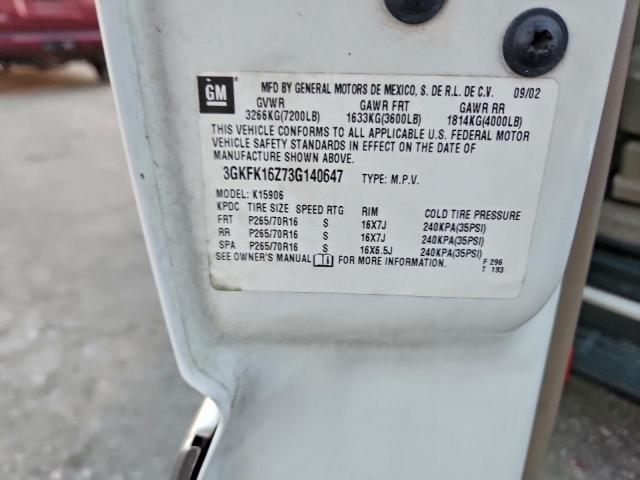 GM
MFD BY GENERAL MOTORS DE MEXICO, S. DE R.L. DE C.V. 09/02
GVWR GAWR FRT GAWR RR
3266KG(7200LB) 1633KG(3600LB) 1814KG(4000LB)
THIS VEHICLE CONFORMS TO ALL APPLICABLE U.S. FEDERAL MOTOR
VEHICLE SAFETY STANDARDS IN EFFECT ON THE DATE OF
MANUFACTURE SHOWN ABOVE.
3GKFK16Z73G140647 TYPE: M.P.V.
MODEL: K15906
KPDC TIRE SIZE SPEED RTG RIM COLD TIRE PRESSURE
FRT P265/70R16 S 16X7J 240KPA(35PSI)
RR P265/70R16 S 16X7J 240KPA(35PSI)
SPA P265/70R16 S 16X6.5J 240KPA(35PSI)
SEE OWNER'S MANUAL FOR MORE INFORMATION. F 296
T 193